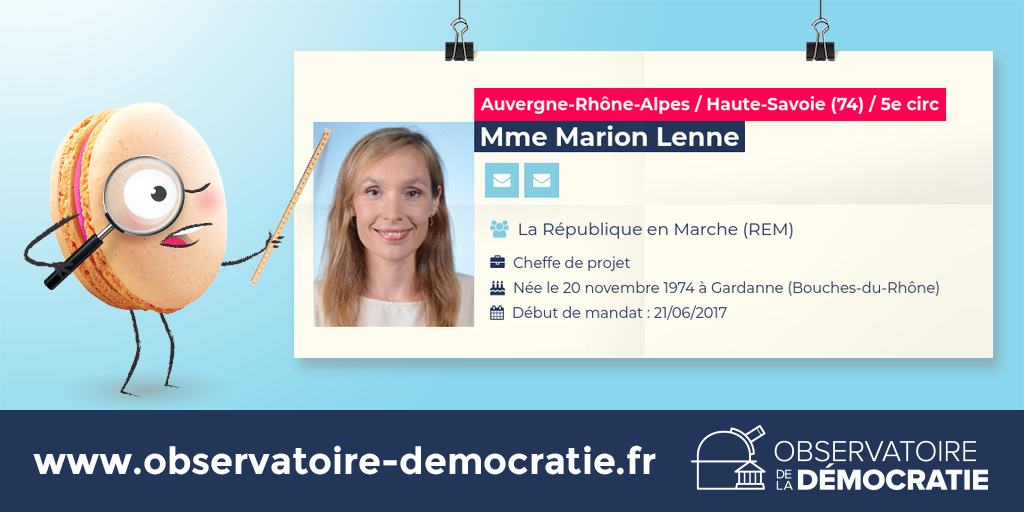 Auvergne-Rhône-Alpes / Haute-Savoie (74) / 5e circ
Mme Marion Lenne
La République en Marche (REM)
Cheffe de projet
Née le 20 novembre 1974 à Gardanne (Bouches-du-Rhône)
Début de mandat : 21/06/2017
www.observatoire-democratie.fr
OBSERVATOIRE
DE LA DÉMOCRATIE